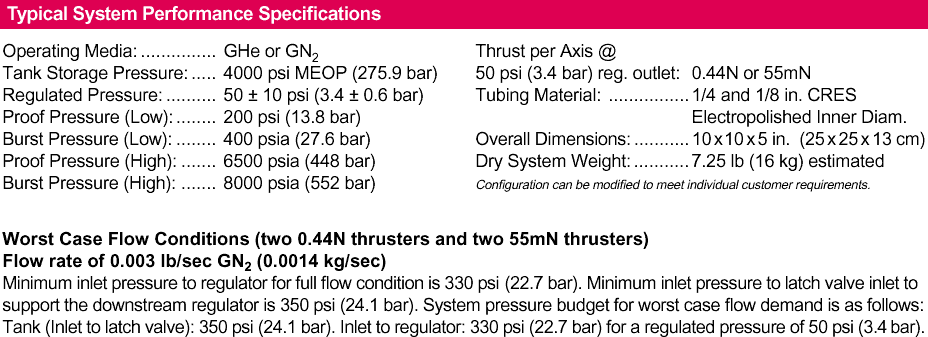 Typical System Performance Specifications
Operating Media: ............... GHe or GN2
Tank Storage Pressure: ..... 4000 psi MEOP (275.9 bar)
Regulated Pressure: .......... 50 ± 10 psi (3.4 ± 0.6 bar)
Proof Pressure (Low): ........ 200 psi (13.8 bar)
Burst Pressure (Low): ........ 400 psia (27.6 bar)
Proof Pressure (High): ....... 6500 psia (448 bar)
Burst Pressure (High): ....... 8000 psia (552 bar)
Thrust per Axis @
50 psi (3.4 bar) reg. outlet: 0.44N or 55mN
Tubing Material: ................ 1/4 and 1/8 in. CRES
Electropolished Inner Diam.
Overall Dimensions: ........... 10 x 10 x 5 in. (25 x 25 x 13 cm)
Dry System Weight: ........... 7.25 lb (16 kg) estimated
Configuration can be modified to meet individual customer requirements.
Worst Case Flow Conditions (two 0.44N thrusters and two 55mN thrusters)
Flow rate of 0.003 lb/sec GN2 (0.0014 kg/sec)
Minimum inlet pressure to regulator for full flow condition is 330 psi (22.7 bar). Minimum inlet pressure to latch valve inlet to
support the downstream regulator is 350 psi (24.1 bar). System pressure budget for worst case flow demand is as follows:
Tank (Inlet to latch valve): 350 psi (24.1 bar). Inlet to regulator: 330 psi (22.7 bar) for a regulated pressure of 50 psi (3.4 bar).